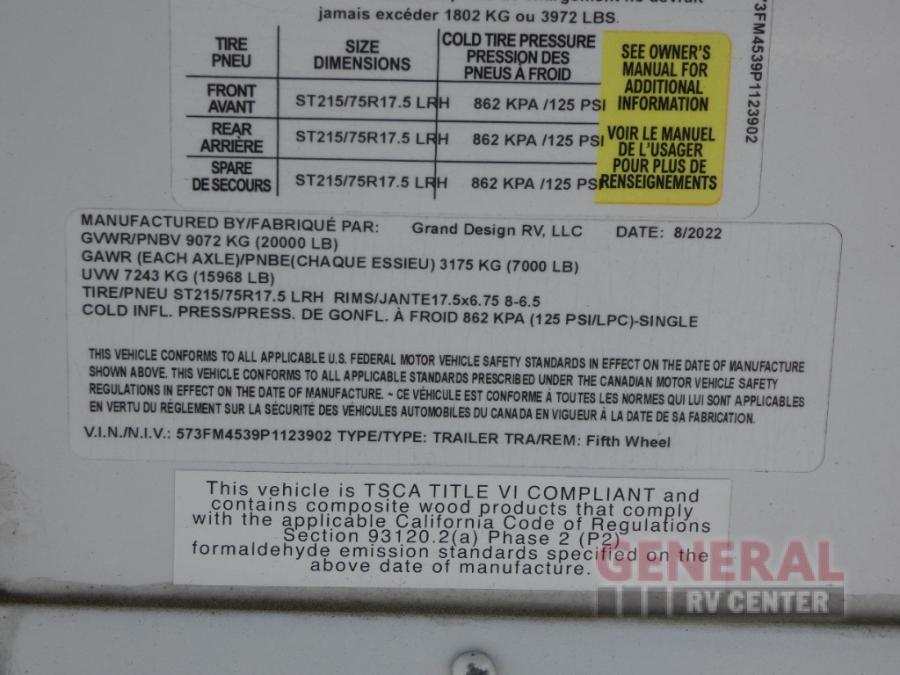 jamais excéder 1802 KG ou 3972 LBS.
TIRE PNEU SIZE DIMENSIONS COLD TIRE PRESSURE PRESSION DES PNEUS À FROID
FRONT AVANT ST215/75R17.5 LRH 862 KPA /125 PSI
REAR ARRIÈRE ST215/75R17.5 LRH 862 KPA /125 PSI
SPARE DE SECOURS ST215/75R17.5 LRH 862 KPA /125 PSI
SEE OWNER'S
MANUAL FOR
ADDITIONAL
INFORMATION
VOIR LE MANUEL
DE L'USAGER
POUR PLUS DE
RENSEIGNEMENTS
73FM4539P1123902
MANUFACTURED BY/FABRIQUÉ PAR: Grand Design RV, LLC DATE: 8/2022
GVWR/PNBV 9072 KG (20000 LB)
GAWR (EACH AXLE)/PNBE(CHAQUE ESSIEU) 3175 KG (7000 LB)
UVW 7243 KG (15968 LB)
TIRE/PNEU ST215/75R17.5 LRH RIMS/JANTE17.5x6.75 8-6.5
COLD INFL. PRESS/PRESS. DE GONFL. À FROID 862 KPA (125 PSI/LPC)-SINGLE
THIS VEHICLE CONFORMS TO ALL APPLICABLE U.S. FEDERAL MOTOR VEHICLE SAFETY STANDARDS IN EFFECT ON THE DATE OF MANUFACTURE
SHOWN ABOVE. THIS VEHICLE CONFORMS TO ALL APPLICABLE STANDARDS PRESCRIBED UNDER THE CANADIAN MOTOR VEHICLE SAFETY
REGULATIONS IN EFFECT ON THE DATE OF MANUFACTURE. ~ CE VÉHICULE EST CONFORME À TOUTES LES NORMES QUI LUI SONT APPLICABLES
EN VERTU DU RÉGLEMENT SUR LA SÉCURITÉ DES VÉHICULES AUTOMOBILES DU CANADA EN VIGUEUR À LA DATE DE SA FABRICATION.
V.I.N./N.I.V.: 573FM4539P1123902 TYPE/TYPE: TRAILER TRA/REM: Fifth Wheel
This vehicle is TSCA TITLE VI COMPLIANT and
contains composite wood products that comply
with the applicable California Code of Regulations
Section 93120.2(a) Phase 2 (P2)
formaldehyde emission standards specified on the
above date of manufacture.
GENERAL
RV CENTER